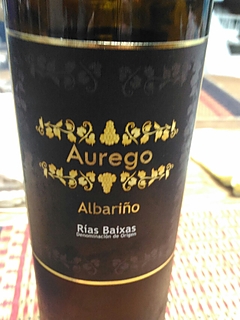 Aurego
Albariño
Rías Baixas
Denominación de Origen